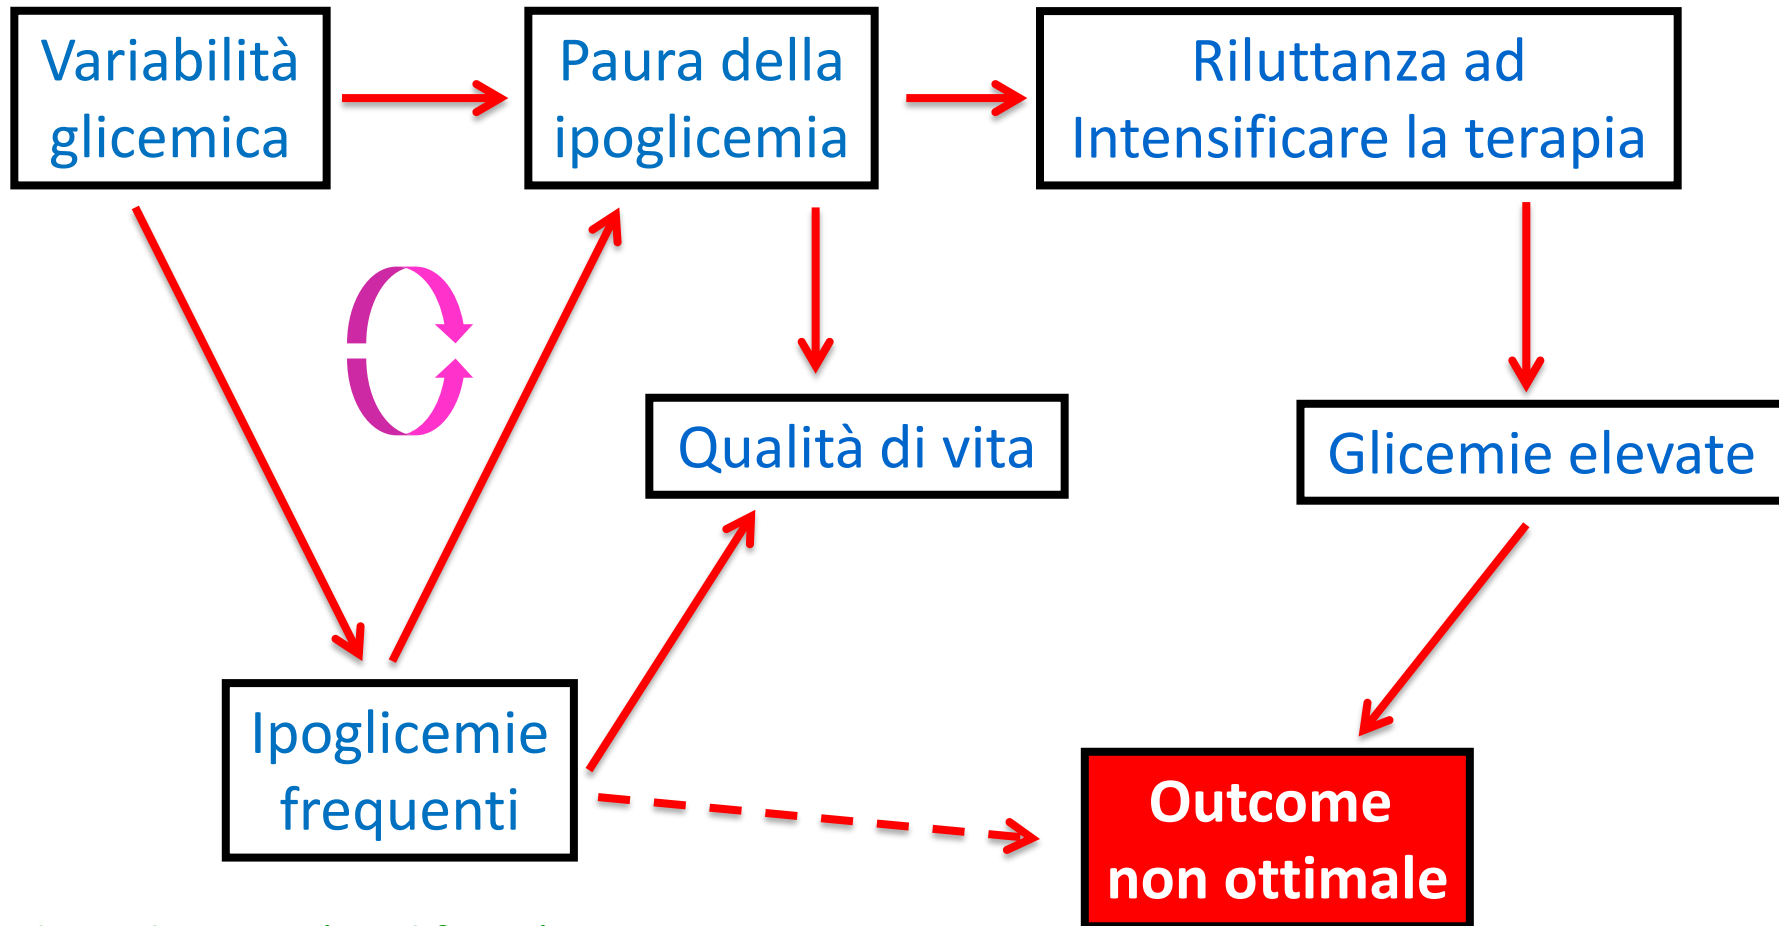 Variabilità
glicemica
Paura della
ipoglicemia
Riluttanza ad
Intensificare la terapia
Qualità di vita
Glicemie elevate
Ipoglicemie
frequenti
Outcome
non ottimale